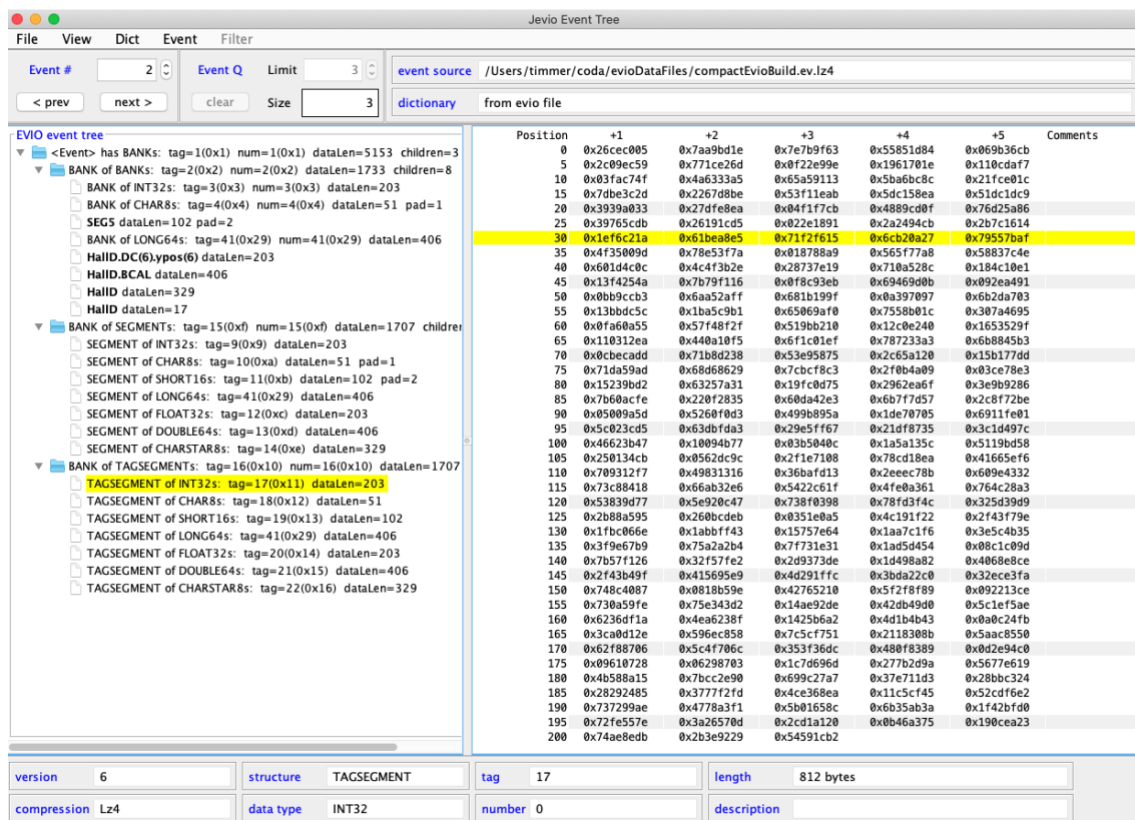 Jevio Event Tree
File View Dict Event Filter
Event # 2 Event Q Limit 3 event source /Users/timmer/coda/evioDataFiles/compactEvioBuild.ev.lz4
< prev next > clear Size 3 dictionary from evio file
EVIO event tree
<Event> has BANKs: tag=1(0x1) num=1(0x1) dataLen=5153 children=3
BANK of BANKs: tag=2(0x2) num=2(0x2) dataLen=1733 children=8
BANK of INT32s: tag=3(0x3) num=3(0x3) dataLen=203
BANK of CHAR8s: tag=4(0x4) num=4(0x4) dataLen=51 pad=1
SEG5 dataLen=102 pad=2
BANK of LONG64s: tag=41(0x29) num=41(0x29) dataLen=406
HallD.DC(6).ypos(6) dataLen=203
HallD.BCAL dataLen=406
HallD dataLen=329
HallD dataLen=17
BANK of SEGMENTs: tag=15(0xf) num=15(0xf) dataLen=1707 childrer
SEGMENT of INT32s: tag=9(0x9) dataLen=203
SEGMENT of CHAR8s: tag=10(0xa) dataLen=51 pad=1
SEGMENT of SHORT16s: tag=11(0xb) dataLen=102 pad=2
SEGMENT of LONG64s: tag=41(0x29) dataLen=406
SEGMENT of FLOAT32s: tag=12(0xc) dataLen=203
SEGMENT of DOUBLE64s: tag=13(0xd) dataLen=406
SEGMENT of CHARSTAR8s: tag=14(0xe) dataLen=329
BANK of TAGSEGMENTs: tag=16(0x10) num=16(0x10) dataLen=1707
TAGSEGMENT of INT32s: tag=17(0x11) dataLen=203
TAGSEGMENT of CHAR8s: tag=18(0x12) dataLen=51
TAGSEGMENT of SHORT16s: tag=19(0x13) dataLen=102
TAGSEGMENT of LONG64s: tag=41(0x29) dataLen=406
TAGSEGMENT of FLOAT32s: tag=20(0x14) dataLen=203
TAGSEGMENT of DOUBLE64s: tag=21(0x15) dataLen=406
TAGSEGMENT of CHARSTAR8s: tag=22(0x16) dataLen=329
Position +1 +2 +3 +4 +5 Comments
0 0x26cec005 0x7aa9bd1e 0x7e7b9f63 0x55851d84 0x069b36cb
5 0x2c09ec59 0x771ce26d 0x0f22e99e 0x1961701e 0x110cdaf7
10 0x03fac74f 0x4a6333a5 0x65a59113 0x5ba6bc8c 0x21fce01c
15 0x7dbe3c2d 0x2267d8be 0x53f11eab 0x5dc158ea 0x51dc1dc9
20 0x3939a033 0x27dfe8ea 0x04f1f7cb 0x4889cd0f 0x76d25a86
25 0x39765cdb 0x26191cd5 0x022e1891 0x2a2494cb 0x2b7c1614
30 0x1ef6c21a 0x61bea8e5 0x71f2f615 0x6cb20a27 0x79557baf
35 0x4f35009d 0x78e53f7a 0x018788a9 0x565f77a8 0x58837c4e
40 0x601d4c0c 0x4c4f3b2e 0x28737e19 0x710a528c 0x184c10e1
45 0x13f4254a 0x7b79f116 0x0f8c93eb 0x69469d0b 0x092ea491
50 0x0bb9ccb3 0x6aa52aff 0x681b199f 0x0a397097 0x6b2da703
55 0x13bbdc5c 0x1ba5c9b1 0x65069af0 0x7558b01c 0x307a4695
60 0x0fa60a55 0x57f48f2f 0x519bb210 0x12c0e240 0x1653529f
65 0x110312ea 0x440a10f5 0x6f1c01ef 0x787233a3 0x6b8845b3
70 0x0cbecadd 0x71b8d238 0x53e95875 0x2c65a120 0x15b177dd
75 0x71da59ad 0x68d68629 0x7cbcf8c3 0x2f0b4a09 0x03ce78e3
80 0x15239bd2 0x63257a31 0x19fc0d75 0x2962ea6f 0x3e9b9286
85 0x7b60acfe 0x220f2835 0x60da42e3 0x6b7f7d57 0x2c8f72be
90 0x05009a5d 0x5260f0d3 0x499b895a 0x1de70705 0x6911fe01
95 0x5c023cd5 0x63dbfda3 0x29e5ff67 0x21df8735 0x3c1d497c
100 0x46623b47 0x10094b77 0x03b5040c 0x1a5a135c 0x5119bd58
105 0x250134cb 0x0562dc9c 0x2f1e7108 0x78cd18ea 0x41665ef6
110 0x709312f7 0x49831316 0x36bafd13 0x2eeec78b 0x609e4332
115 0x73c88418 0x66ab32e6 0x5422c61f 0x4fe0a361 0x764c28a3
120 0x53839d77 0x5e920c47 0x738f0398 0x78fd3f4c 0x325d39d9
125 0x2b88a595 0x260bcdeb 0x0351e0a5 0x4c191f22 0x2f43f79e
130 0x1fbc066e 0x1abbff43 0x15757e64 0x1aa7c1f6 0x3e5c4b35
135 0x3f9e67b9 0x75a2a2b4 0x7f731e31 0x1ad5d454 0x08c1c09d
140 0x7b57f126 0x32f57fe2 0x2d9373de 0x1d498a82 0x4068e8ce
145 0x2f43b49f 0x415695e9 0x4d291ffc 0x3bda22c0 0x32ece3fa
150 0x748c4087 0x0818b59e 0x42765210 0x5f2f8f89 0x092213ce
155 0x730a59fe 0x75e343d2 0x14ae92de 0x42db49d0 0x5c1ef5ae
160 0x6236df1a 0x4ea6238f 0x1425b6a2 0x4d1b4b43 0x0a0c24fb
165 0x3ca0d12e 0x596ec858 0x7c5cf751 0x2118308b 0x5aac8550
170 0x62f88706 0x5c4f706c 0x353f36dc 0x480f8389 0x0d2e94c0
175 0x09610728 0x06298703 0x1c7d696d 0x277b2d9a 0x5677e619
180 0x4b588a15 0x7bcc2e90 0x699c27a7 0x37e711d3 0x28bbc324
185 0x28292485 0x3777f2fd 0x4ce368ea 0x11c5cf45 0x52cdf6e2
190 0x737299ae 0x4778a3f1 0x5b01658c 0x6b35ab3a 0x1f42bfd0
195 0x72fe557e 0x3a26570d 0x2cd1a120 0x0b46a375 0x190cea23
200 0x74ae8edb 0x2b3e9229 0x54591cb2
version 6 structure TAGSEGMENT tag 17 length 812 bytes
compression Lz4 data type INT32 number 0 description